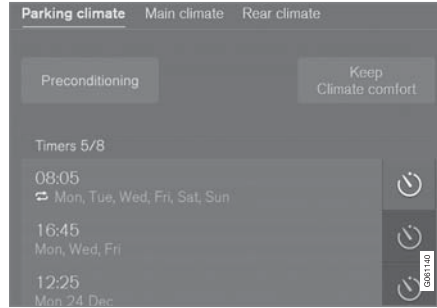 Parking climate Main climate Rear climate
Preconditioning
Keep
Climate comfort
Timers 5/8
08:05
Mon, Tue, Wed, Fri, Sat, Sun
16:45
Mon, Wed, Fri
12:25
Mon 24 Dec
G061140